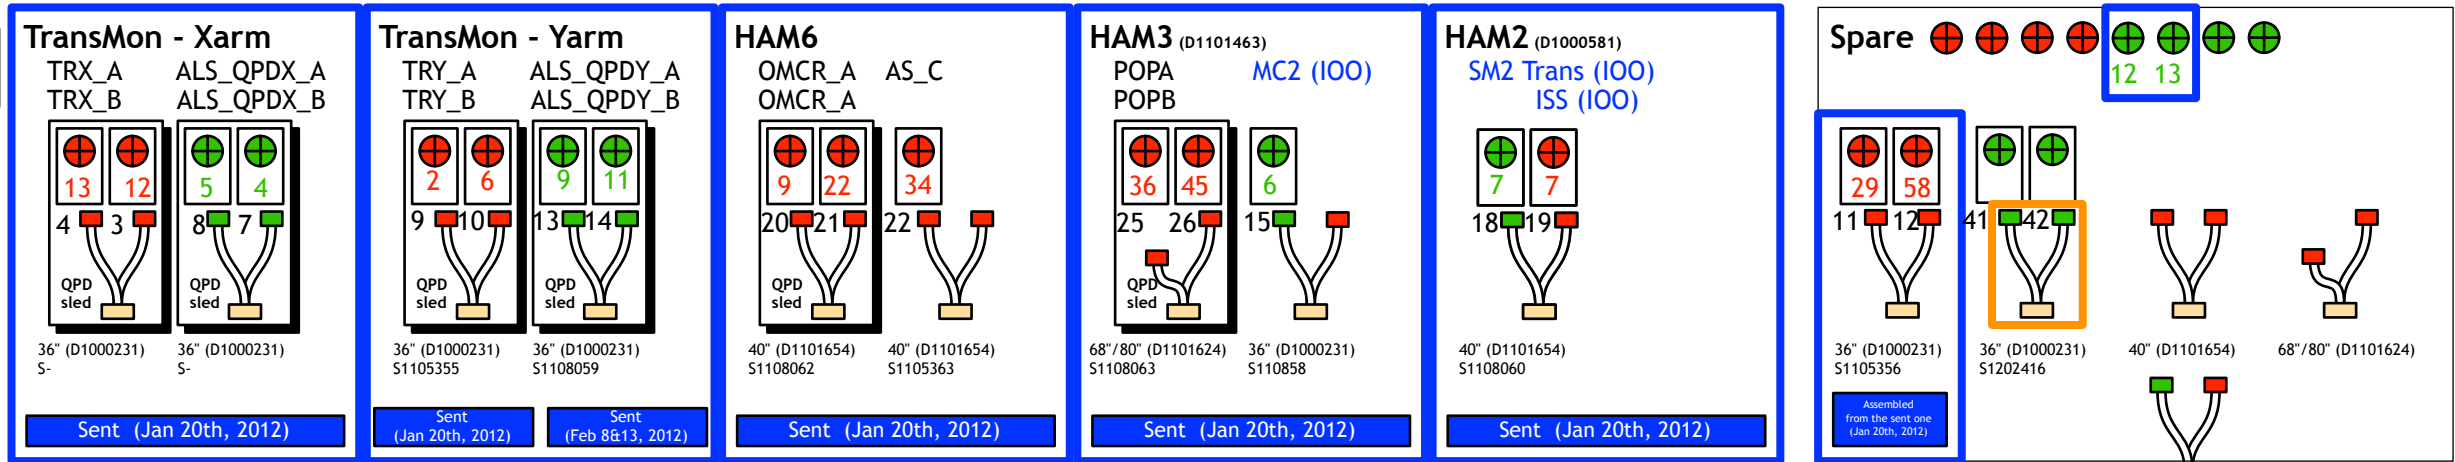 TransMon - Xarm
TRX_A ALS_QPDX_A
TRX_B ALS_QPDX_B
13 12 5 4
4 3 8 7
QPD sled QPD sled
36" (D1000231) 36" (D1000231)
S- S-
Sent (Jan 20th, 2012)
TransMon - Yarm
TRY_A ALS_QPDY_A
TRY_B ALS_QPDY_B
2 6 9 11
9 10 13 14
QPD sled QPD sled
36" (D1000231) 36" (D1000231)
S1105355 S1108059
Sent
(Jan 20th, 2012)
Sent
(Feb 8&13, 2012)
HAM6
OMCR_A AS_C
OMCR_A
9 22 34
20 21 22
QPD sled
40" (D1101654) 40" (D1101654)
S1108062 S1105363
Sent (Jan 20th, 2012)
HAM3 (D1101463)
POPA MC2 (IOO)
POPB
36 45 6
25 26 15
QPD sled
68"/80" (D1101624) 36" (D1000231)
S1108063 S110858
Sent (Jan 20th, 2012)
HAM2 (D1000581)
SM2 Trans (IOO)
ISS (IOO)
7 7
18 19
40" (D1101654)
S1108060
Sent (Jan 20th, 2012)
Spare
12 13
29 58
11 12 41 42
36" (D1000231) 36" (D1000231) 40" (D1101654) 68"/80" (D1101624)
S1105356 S1202416
Assembled
from the sent one
(Jan 20th, 2012)